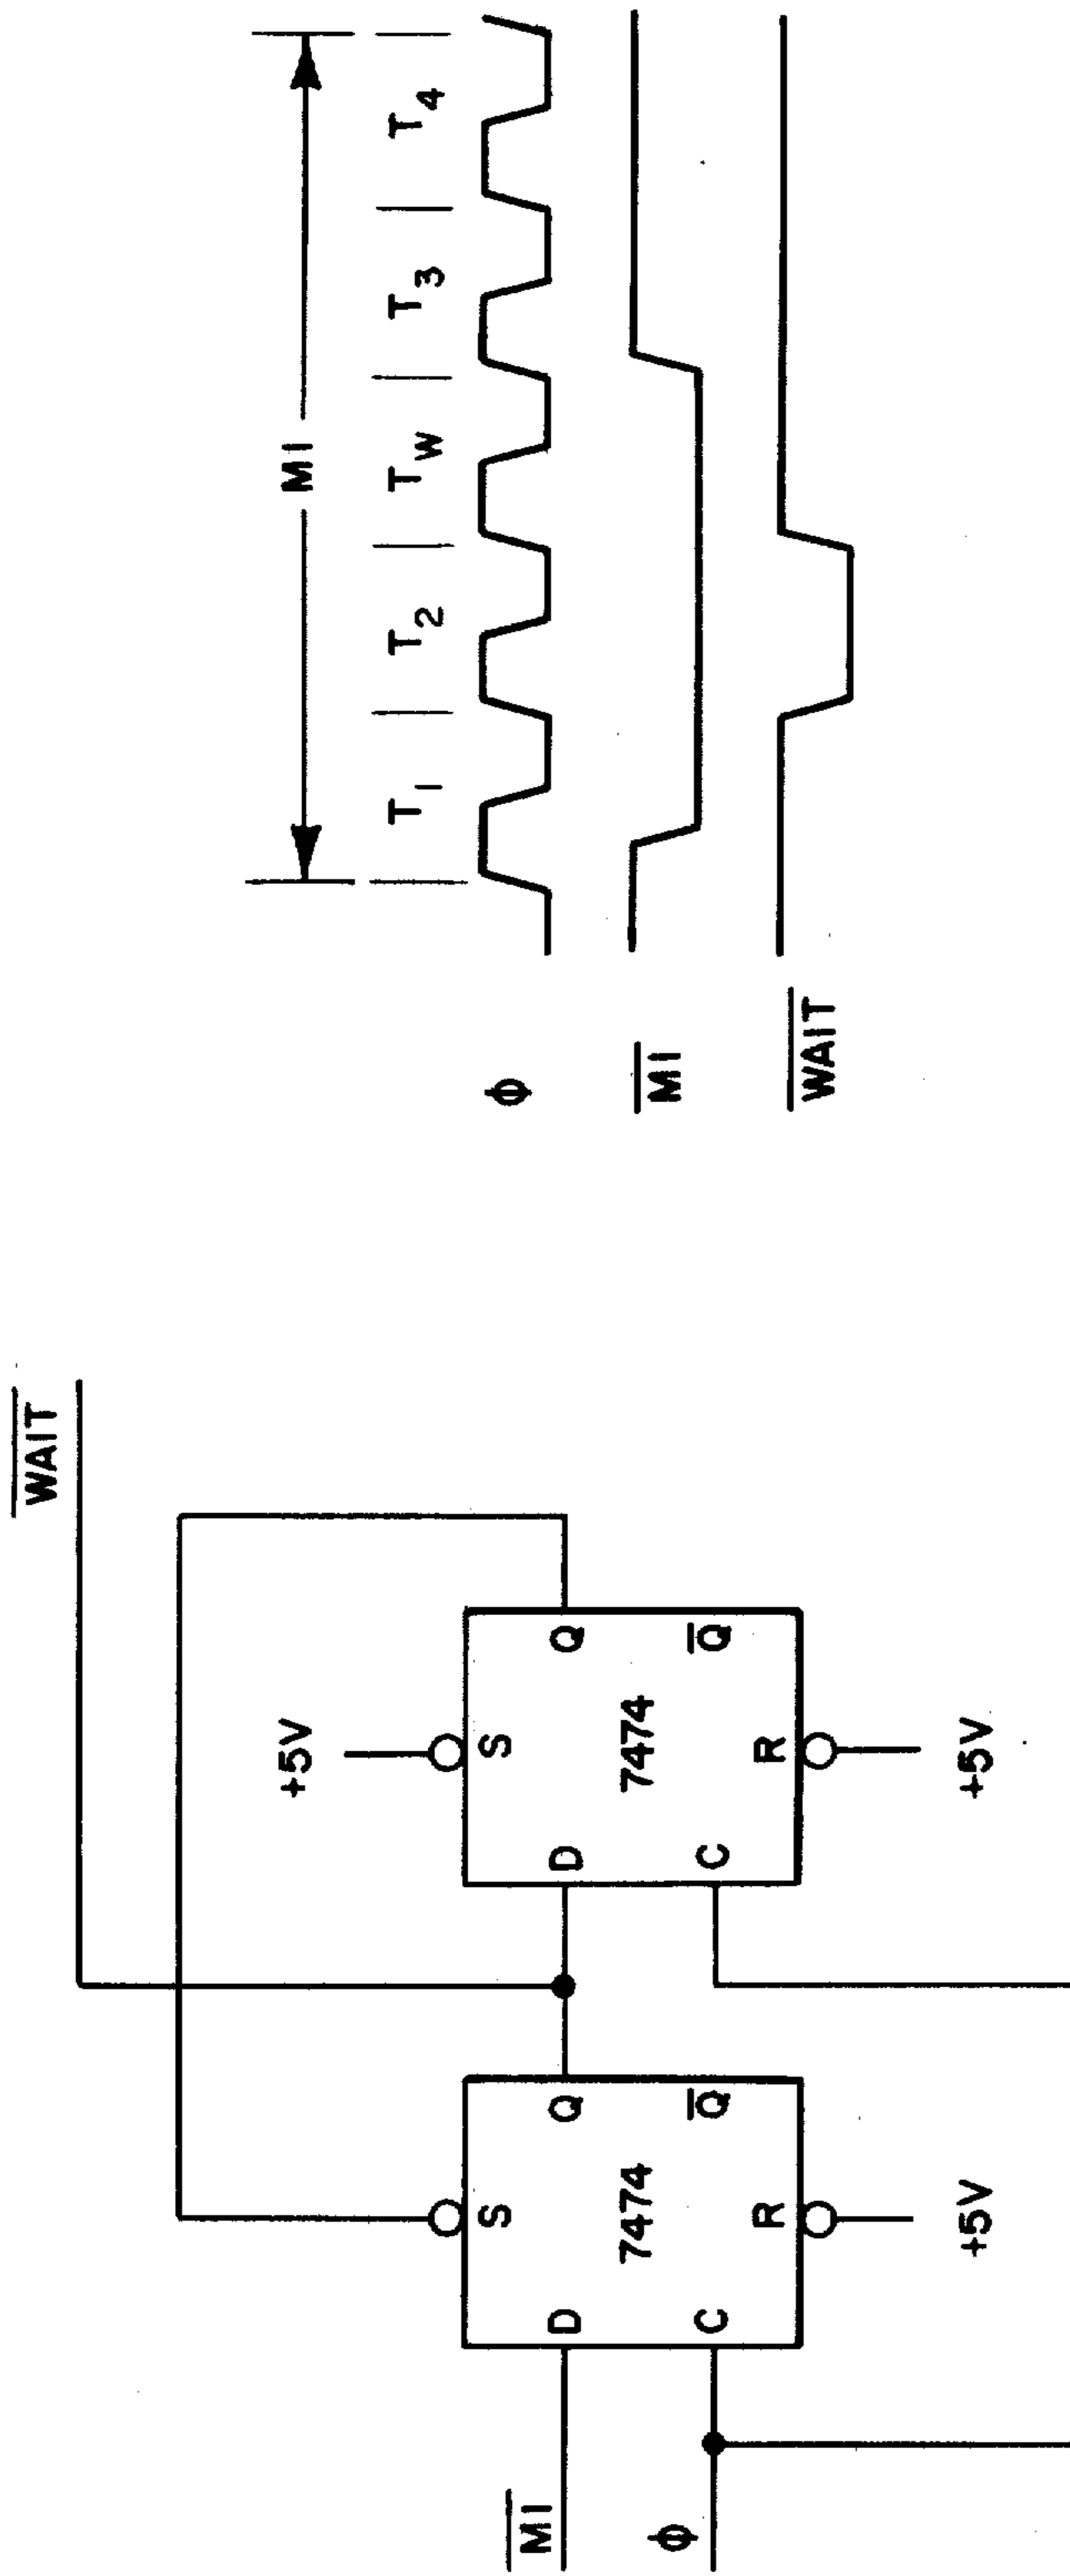 WAIT
+5V
M1
D
S
Q
D
S
Q
7474
7474
Φ
C
R
Q
C
R
Q
+5V
+5V
M1
T1
T2
TW
T3
T4
Φ
M1
WAIT